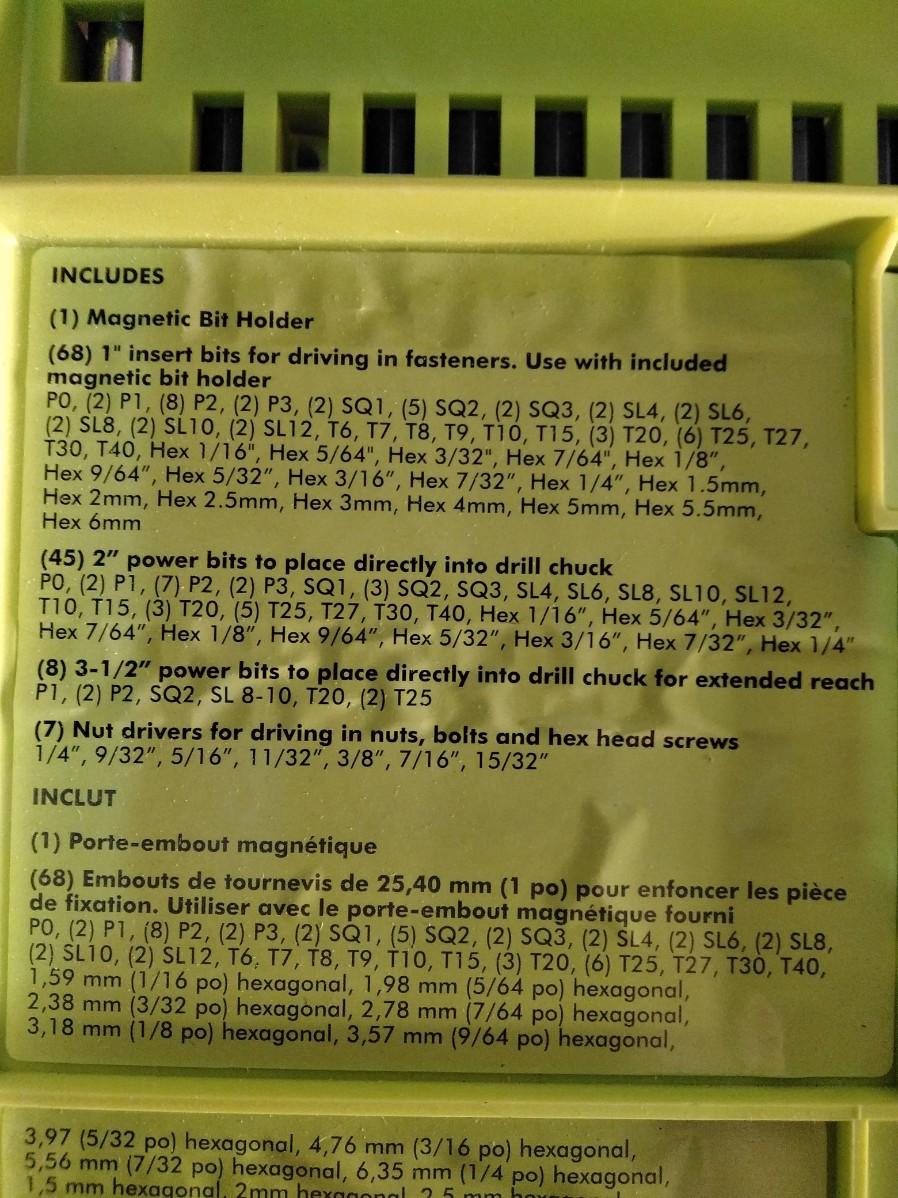 INCLUDES
(1) Magnetic Bit Holder
(68) 1" insert bits for driving in fasteners. Use with included
magnetic bit holder
P0, (2) P1, (8) P2, (2) P3, (2) SQ1, (5) SQ2, (2) SQ3, (2) SL4, (2) SL6,
(2) SL8, (2) SL10, (2) SL12, T6, T7, T8, T9, T10, T15, (3) T20, (6) T25, T27,
T30, T40, Hex 1/16", Hex 5/64", Hex 3/32", Hex 7/64", Hex 1/8",
Hex 9/64", Hex 5/32", Hex 3/16", Hex 7/32", Hex 1/4", Hex 1.5mm,
Hex 2mm, Hex 2.5mm, Hex 3mm, Hex 4mm, Hex 5mm, Hex 5.5mm,
Hex 6mm
(45) 2" power bits to place directly into drill chuck
P0, (2) P1, (7) P2, (2) P3, SQ1, (3) SQ2, SQ3, SL4, SL6, SL8, SL10, SL12,
T10, T15, (3) T20, (5) T25, T27, T30, T40, Hex 1/16", Hex 5/64", Hex 3/32",
Hex 7/64", Hex 1/8", Hex 9/64", Hex 5/32", Hex 3/16", Hex 7/32", Hex 1/4"
(8) 3-1/2" power bits to place directly into drill chuck for extended reach
P1, (2) P2, SQ2, SL 8-10, T20, (2) T25
(7) Nut drivers for driving in nuts, bolts and hex head screws
1/4", 9/32", 5/16", 11/32", 3/8", 7/16", 15/32"
INCLUT
(1) Porte-embout magnétique
(68) Embouts de tournevis de 25,40 mm (1 po) pour enfoncer les pièce
de fixation. Utiliser avec le porte-embout magnétique fourni
P0, (2) P1, (8) P2, (2) P3, (2) SQ1, (5) SQ2, (2) SQ3, (2) SL4, (2) SL6, (2) SL8,
(2) SL10, (2) SL12, T6, T7, T8, T9, T10, T15, (3) T20, (6) T25, T27, T30, T40,
1,59 mm (1/16 po) hexagonal, 1,98 mm (5/64 po) hexagonal,
2,38 mm (3/32 po) hexagonal, 2,78 mm (7/64 po) hexagonal,
3,18 mm (1/8 po) hexagonal, 3,57 mm (9/64 po) hexagonal,
3,97 (5/32 po) hexagonal, 4,76 mm (3/16 po) hexagonal,
5,56 mm (7/32 po) hexagonal, 6,35 mm (1/4 po) hexagonal,
1,5 mm hexagonal, 2mm hexagonal, 2,5 mm